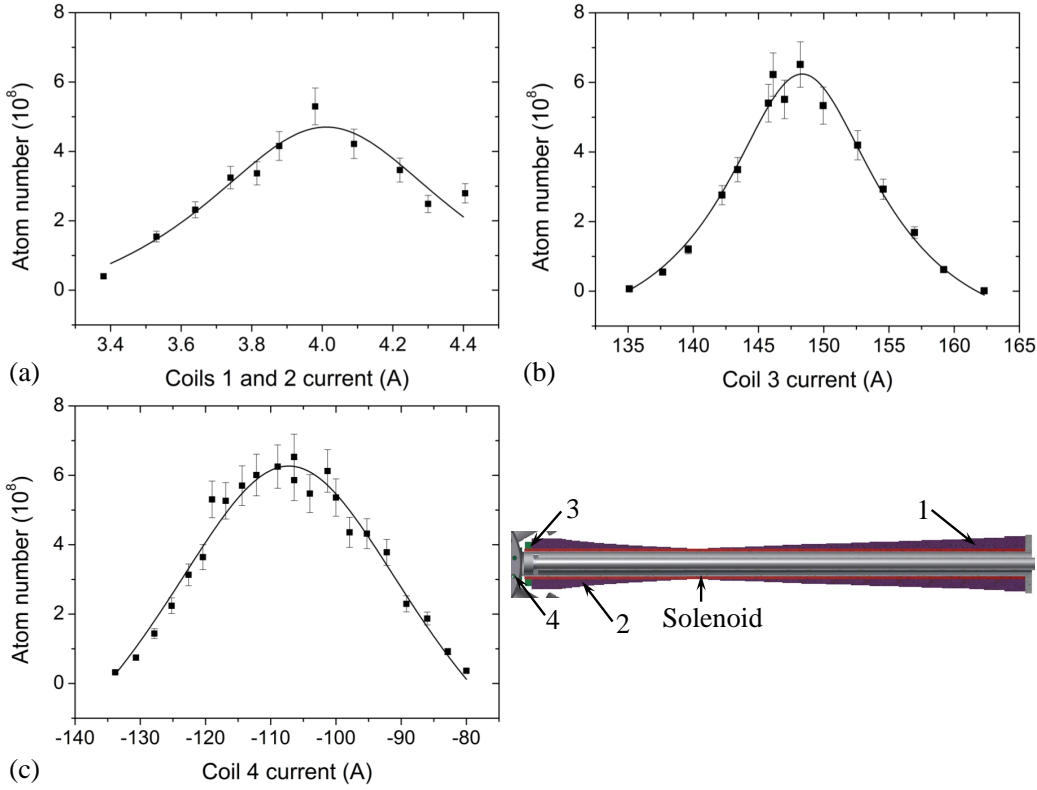 8
6
4
2
0
Atom number (10⁸)
3.4 3.6 3.8 4.0 4.2 4.4
Coils 1 and 2 current (A)
(a)
8
6
4
2
0
Atom number (10⁸)
135 140 145 150 155 160 165
Coil 3 current (A)
(b)
8
6
4
2
0
Atom number (10⁸)
-140 -130 -120 -110 -100 -90 -80
Coil 4 current (A)
(c)
3
1
4
2
Solenoid